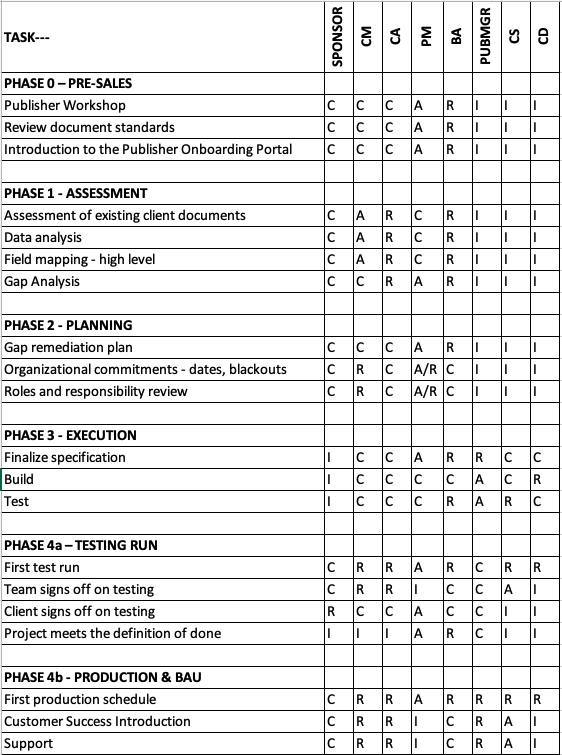 TASK--- SPONSOR CM CA PM BA PUBMGR CS CD
PHASE 0 – PRE-SALES
Publisher Workshop C C C A R I I I
Review document standards C C C A R I I I
Introduction to the Publisher Onboarding Portal C C C A R I I I
PHASE 1 - ASSESSMENT
Assessment of existing client documents C A R C R I I I
Data analysis C A R C R I I I
Field mapping - high level C A R C R I I I
Gap Analysis C C R A R I I I
PHASE 2 - PLANNING
Gap remediation plan C C C A R I I I
Organizational commitments - dates, blackouts C R C A/R C I I I
Roles and responsibility review C R C A/R C I I I
PHASE 3 - EXECUTION
Finalize specification I C C A R R C C
Build I C C C C A C R
Test I C C C R A R C
PHASE 4a – TESTING RUN
First test run C R R A R C R R
Team signs off on testing C R R I C C A I
Client signs off on testing R C C A C C I I
Project meets the definition of done I I I A R C I I
PHASE 4b - PRODUCTION & BAU
First production schedule C R R A R R R R
Customer Success Introduction C R R I C R A I
Support C R R I C R A I